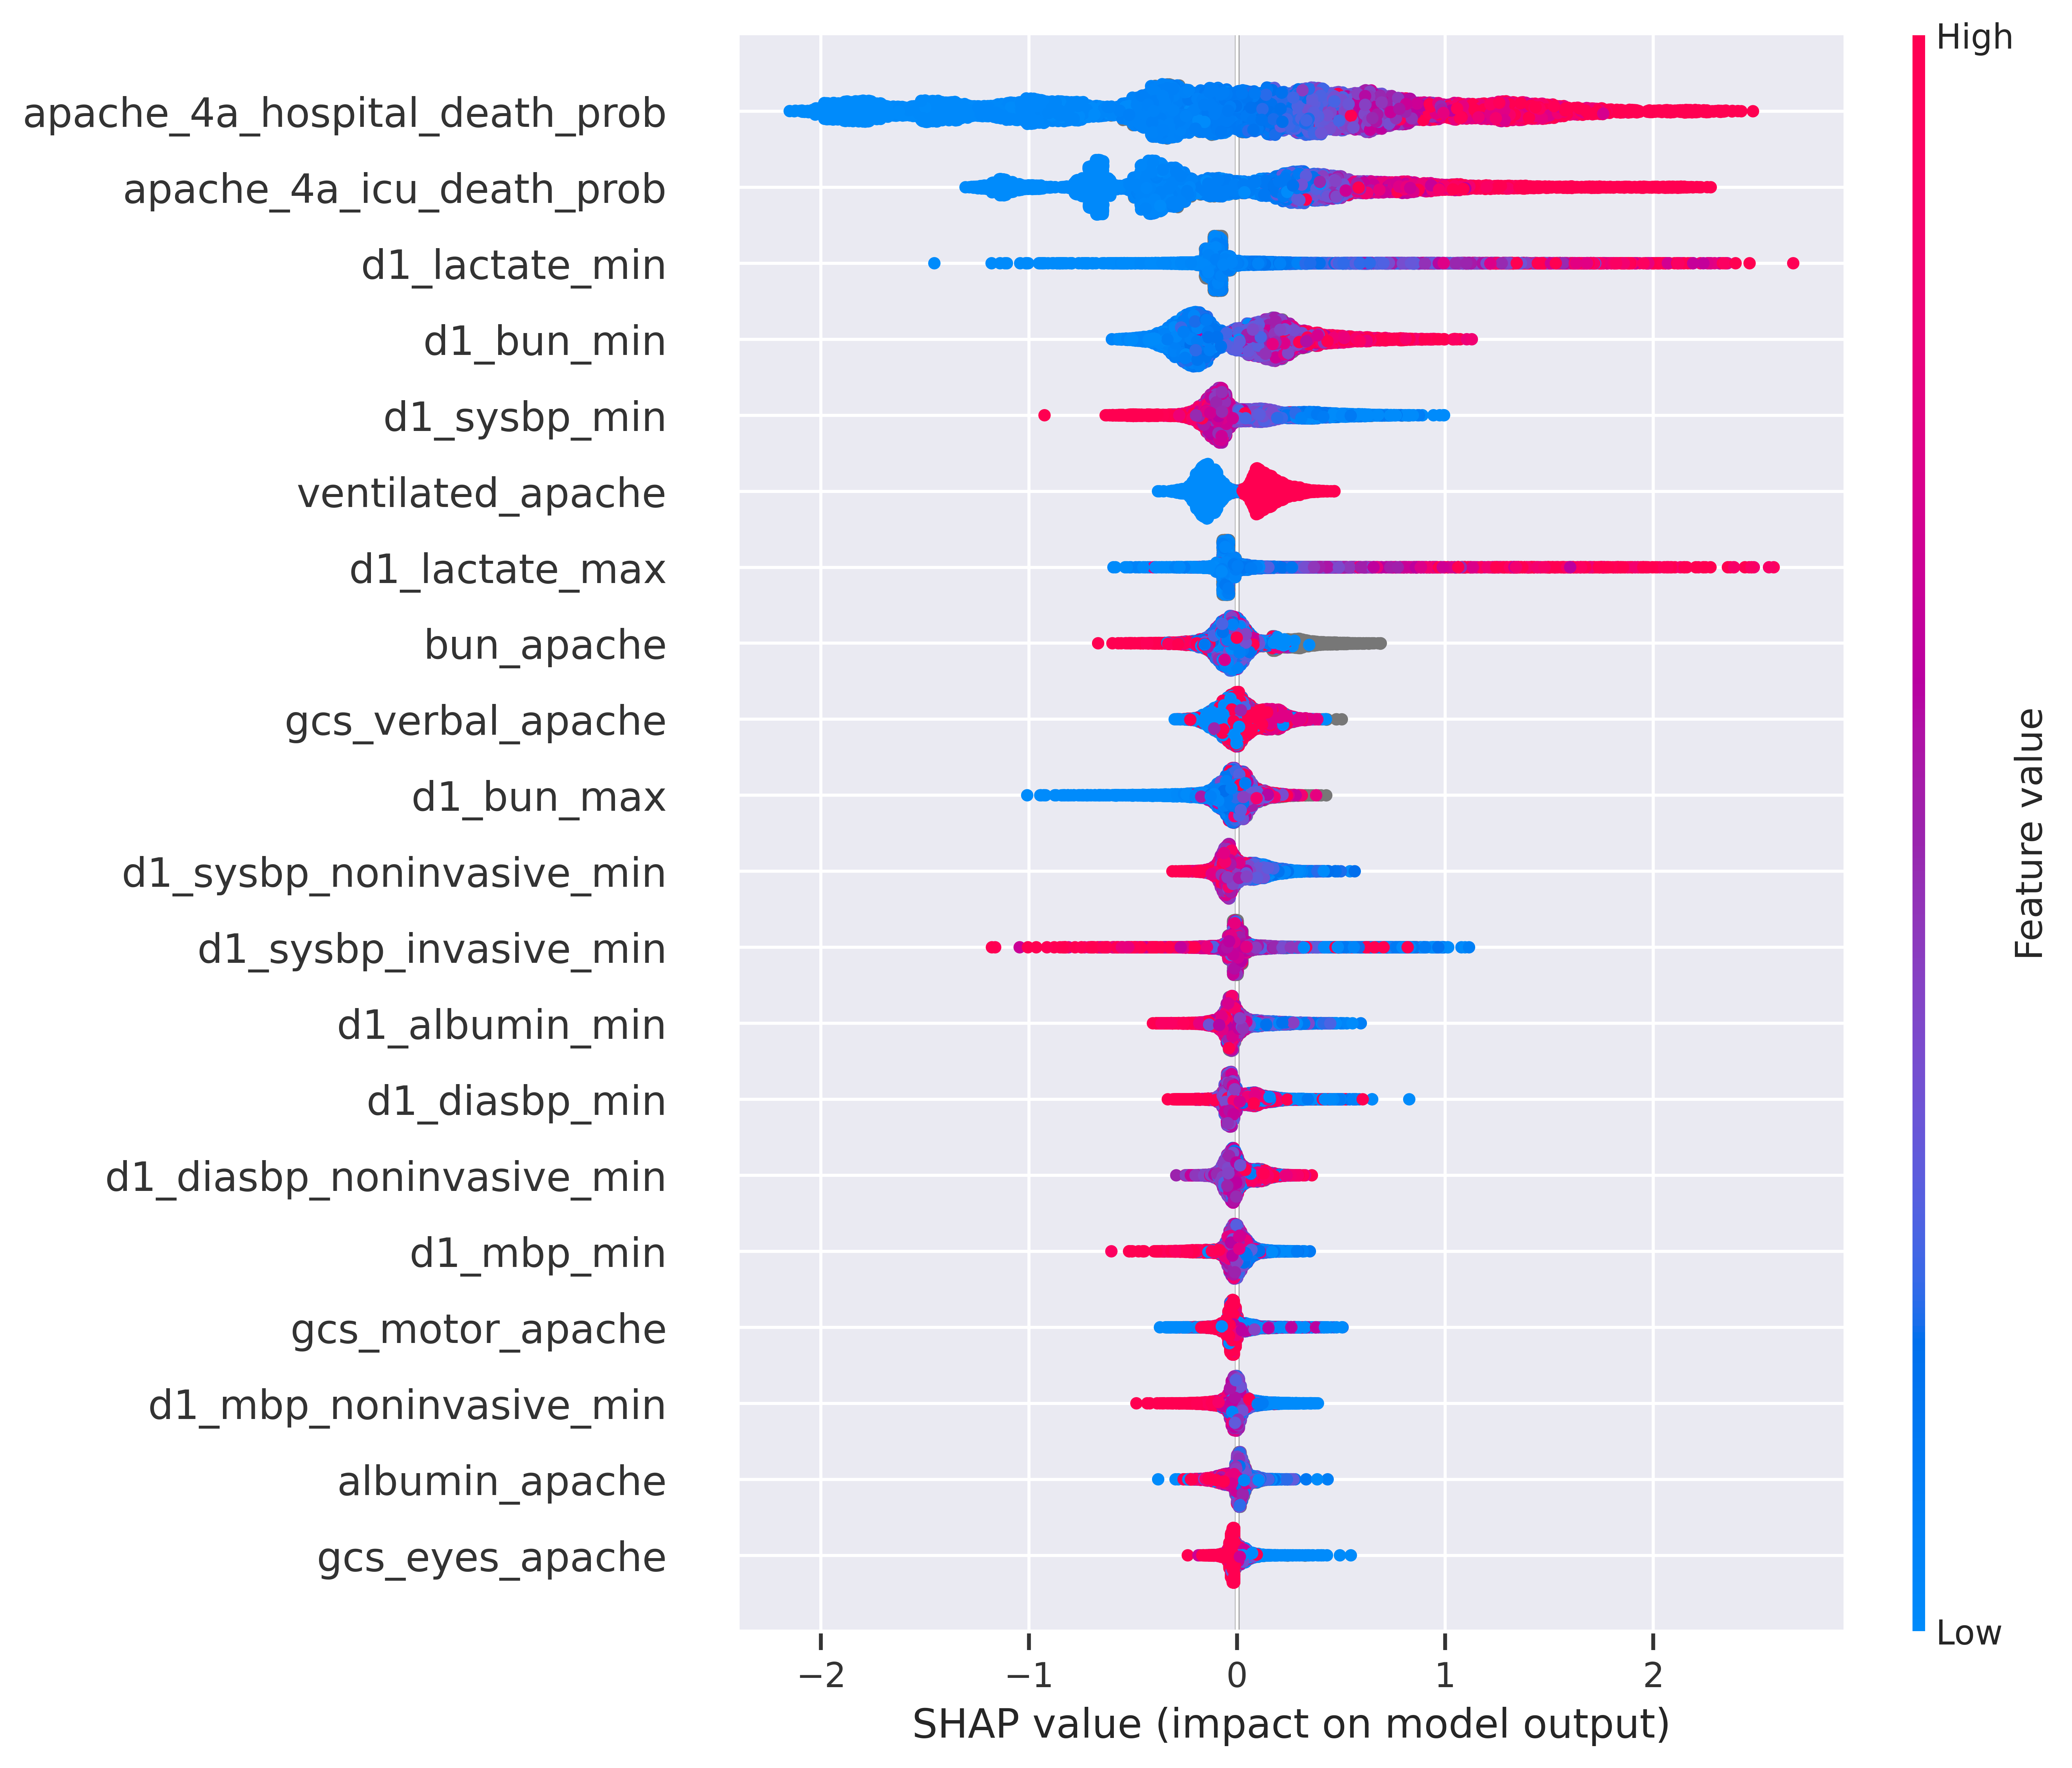 High
apache_4a_hospital_death_prob
apache_4a_icu_death_prob
d1_lactate_min
d1_bun_min
d1_sysbp_min
ventilated_apache
d1_lactate_max
bun_apache
gcs_verbal_apache
d1_bun_max
d1_sysbp_noninvasive_min
d1_sysbp_invasive_min
d1_albumin_min
d1_diasbp_min
d1_diasbp_noninvasive_min
d1_mbp_min
gcs_motor_apache
d1_mbp_noninvasive_min
albumin_apache
gcs_eyes_apache
Feature value
Low
−2 −1 0 1 2
SHAP value (impact on model output)